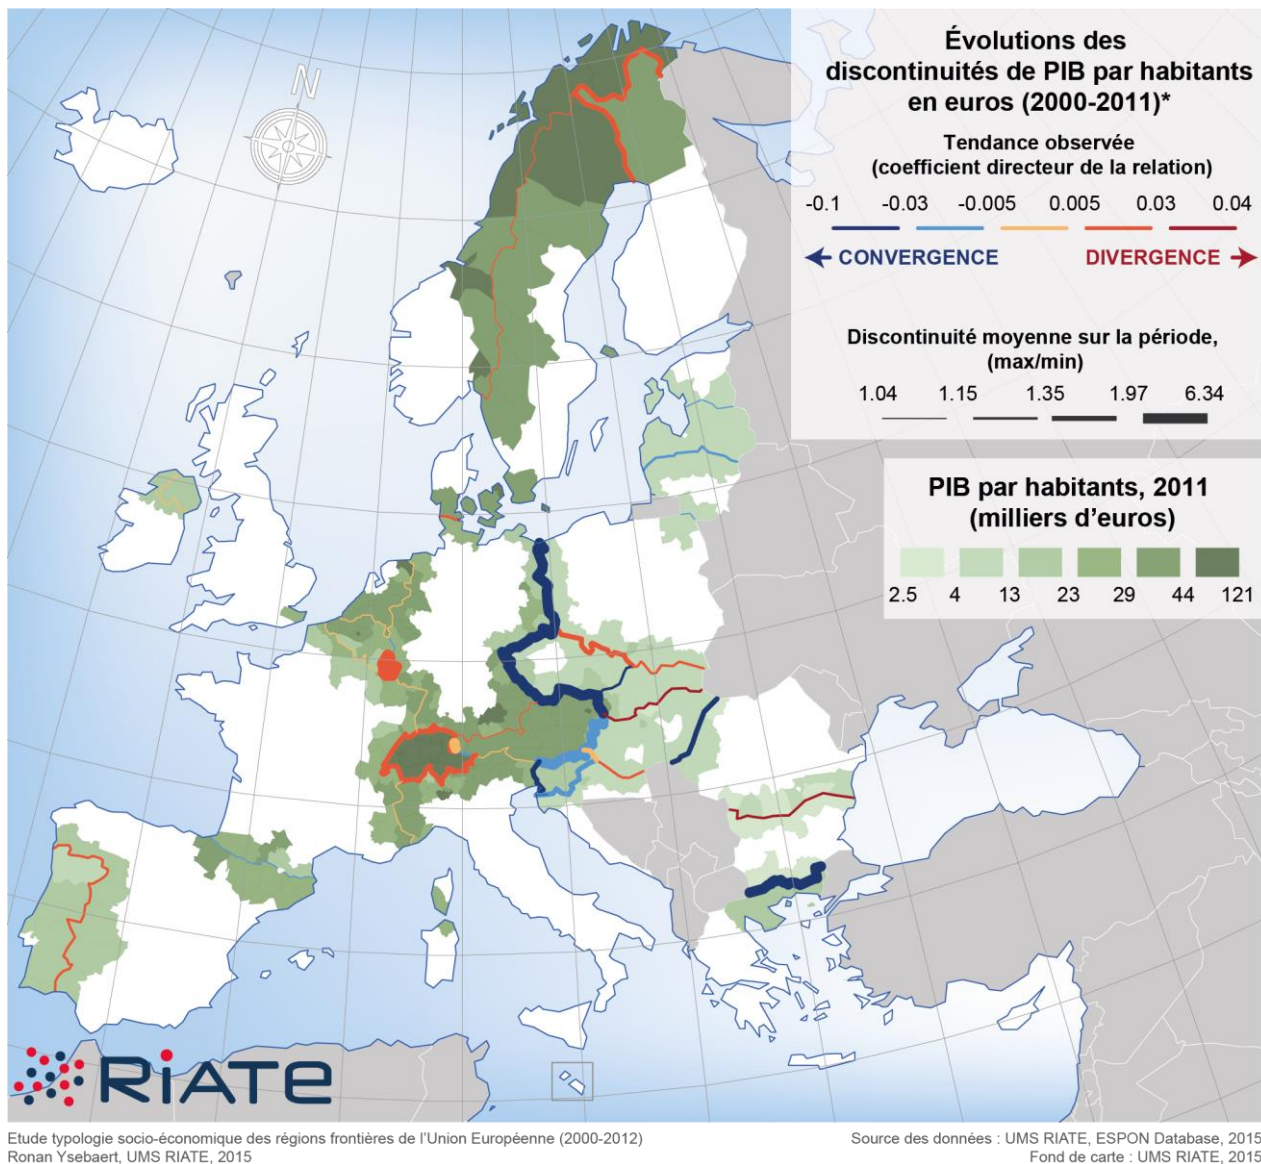 N
Évolutions des
discontinuités de PIB par habitants
en euros (2000-2011)*
Tendance observée
(coefficient directeur de la relation)
-0.1 -0.03 -0.005 0.005 0.03 0.04
CONVERGENCE DIVERGENCE
Discontinuité moyenne sur la période,
(max/min)
1.04 1.15 1.35 1.97 6.34
PIB par habitants, 2011
(milliers d'euros)
2.5 4 13 23 29 44 121
RiATe
Etude typologie socio-économique des régions frontières de l'Union Européenne (2000-2012)
Ronan Ysebaert, UMS RIATE, 2015
Source des données : UMS RIATE, ESPON Database, 2015
Fond de carte : UMS RIATE, 2015